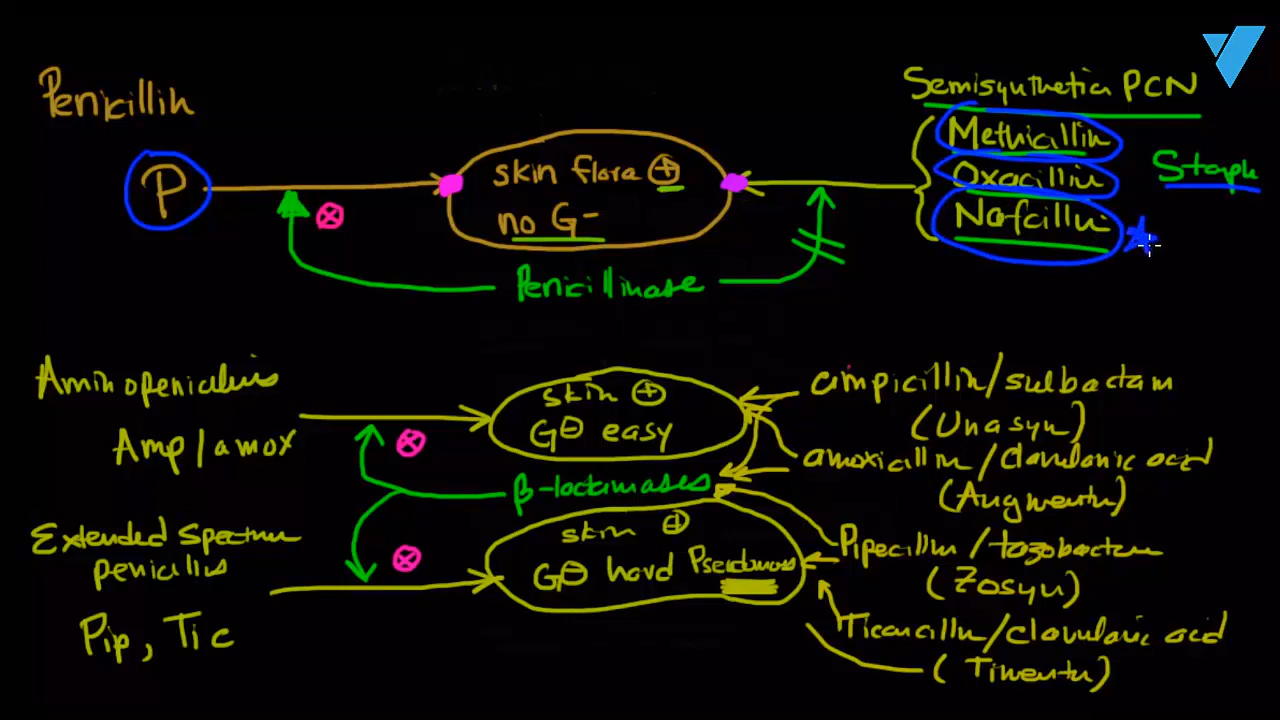 Penicillin
P
skin flora +
no G-
Semisynthetic PCN
Methicillin
Oxacillin
Nafcillin
Staph
Penicillinase
Aminopenicillins
Amp/amox
skin +
G⊖ easy
β-lactamases
ampicillin/sulbactam
(Unasyn)
amoxicillin/clavulanic acid
(Augmentin)
Extended Spectrum
penicillins
Pip, Tic
skin +
G⊖ hard Pseudomonas
Pipecillin/tazobactam
(Zosyn)
Ticarcillin/clavulanic acid
(Timentin)